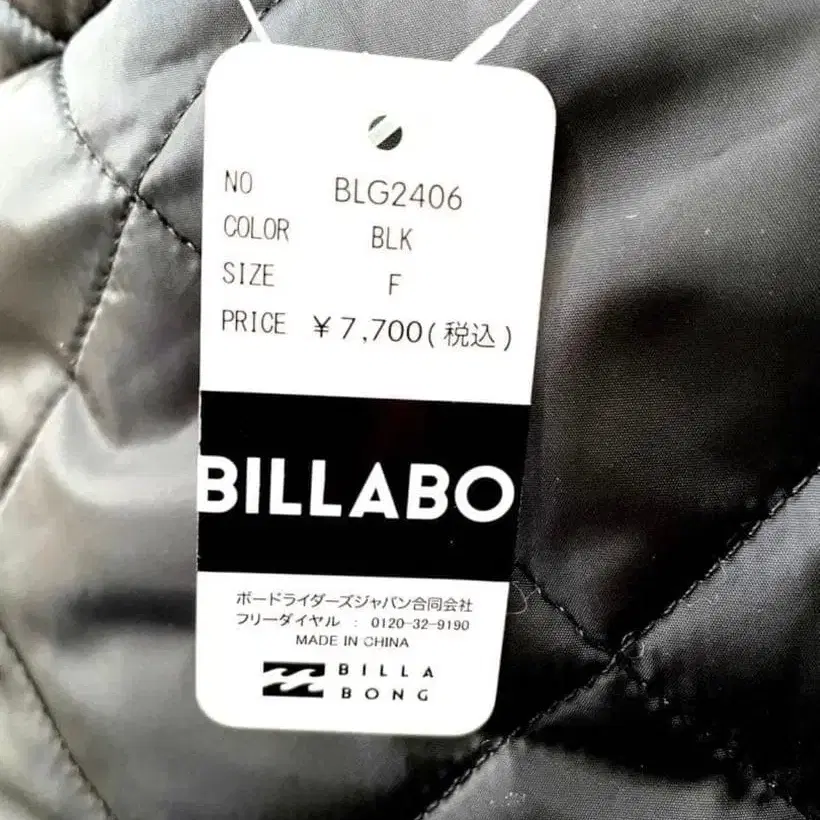 NO BLG2406
COLOR BLK
SIZE F
PRICE ¥7,700(税込)
BILLABO
ボードライダーズジャパン合同会社
フリーダイヤル : 0120-32-9190
MADE IN CHINA
BILLA
BONG